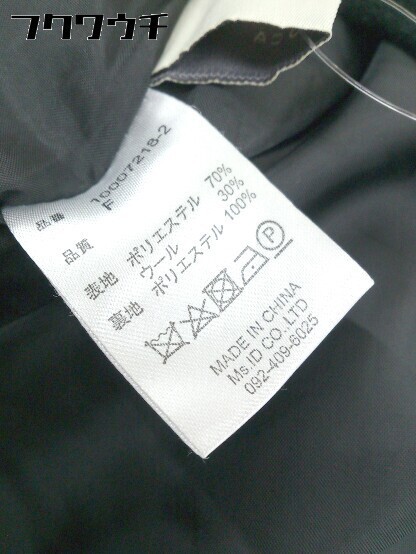 フクワウチ
品番 10007218-2
F
品質
表地 ポリエステル 70%
ウール 30%
裏地 ポリエステル 100%
P
MADE IN CHINA
Ms.ID CO.,LTD
092-409-6025